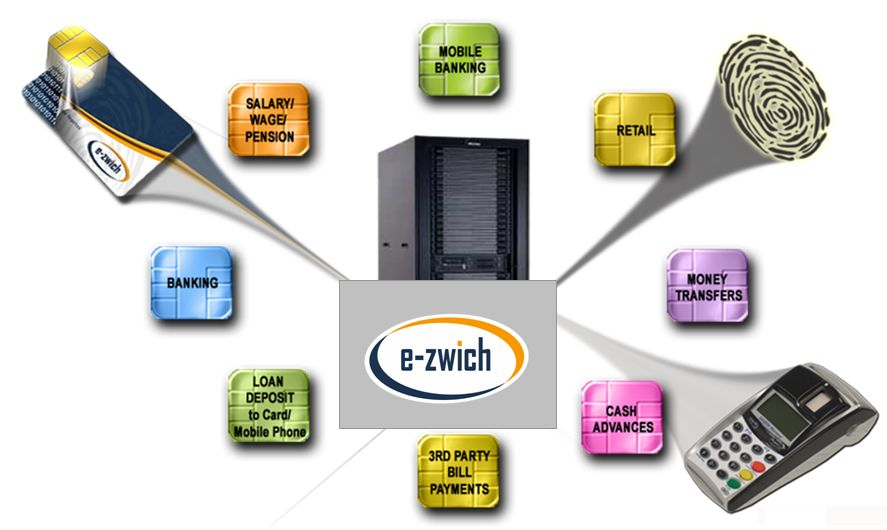 MOBILE
BANKING
SALARY/
WAGE/
PENSION
RETAIL
e-zwich
BANKING
MONEY
TRANSFERS
e-zwich
LOAN
DEPOSIT
to Card/
Mobile Phone
CASH
ADVANCES
3RD PARTY
BILL
PAYMENTS